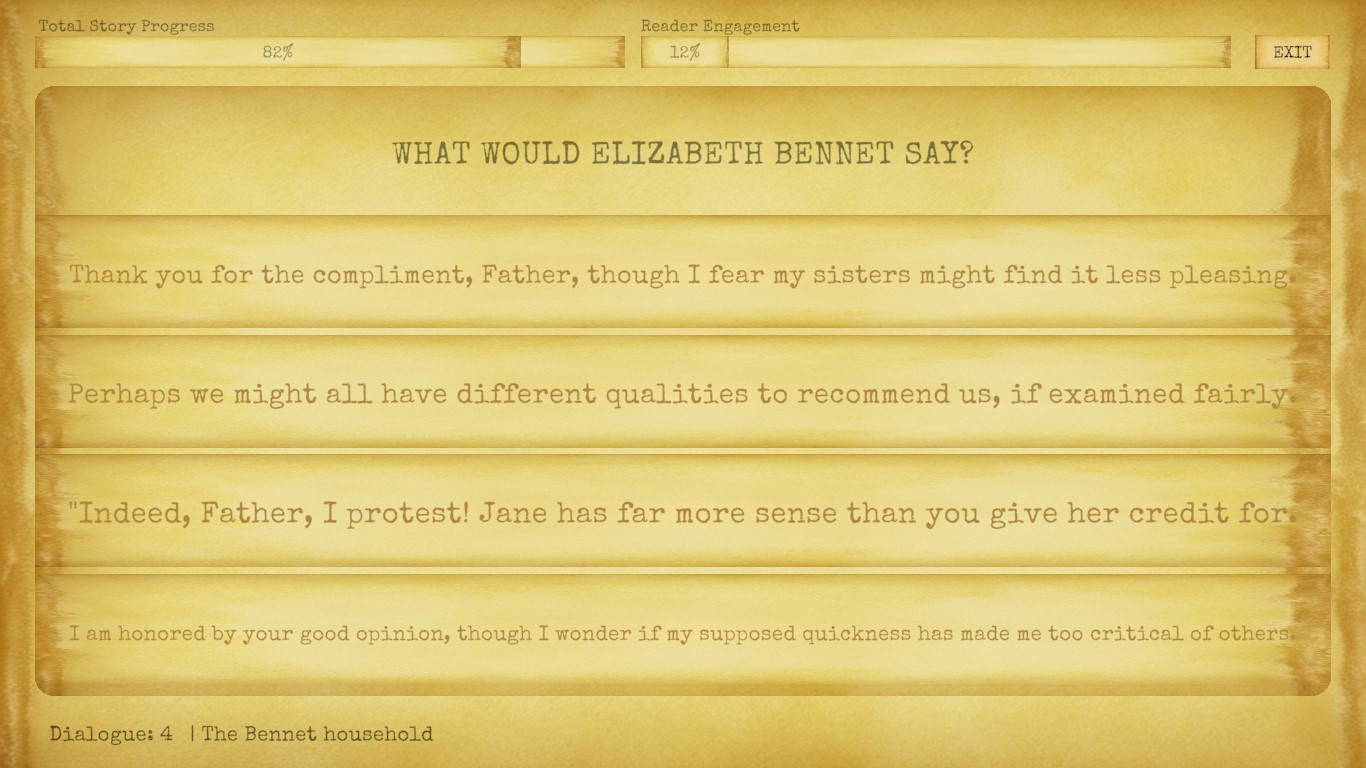 Total Story Progress
Reader Engagement
82%
12%
EXIT
WHAT WOULD ELIZABETH BENNET SAY?
Thank you for the compliment, Father, though I fear my sisters might find it less pleasing.
Perhaps we might all have different qualities to recommend us, if examined fairly.
"Indeed, Father, I protest! Jane has far more sense than you give her credit for.
I am honored by your good opinion, though I wonder if my supposed quickness has made me too critical of others.
Dialogue: 4 | The Bennet household